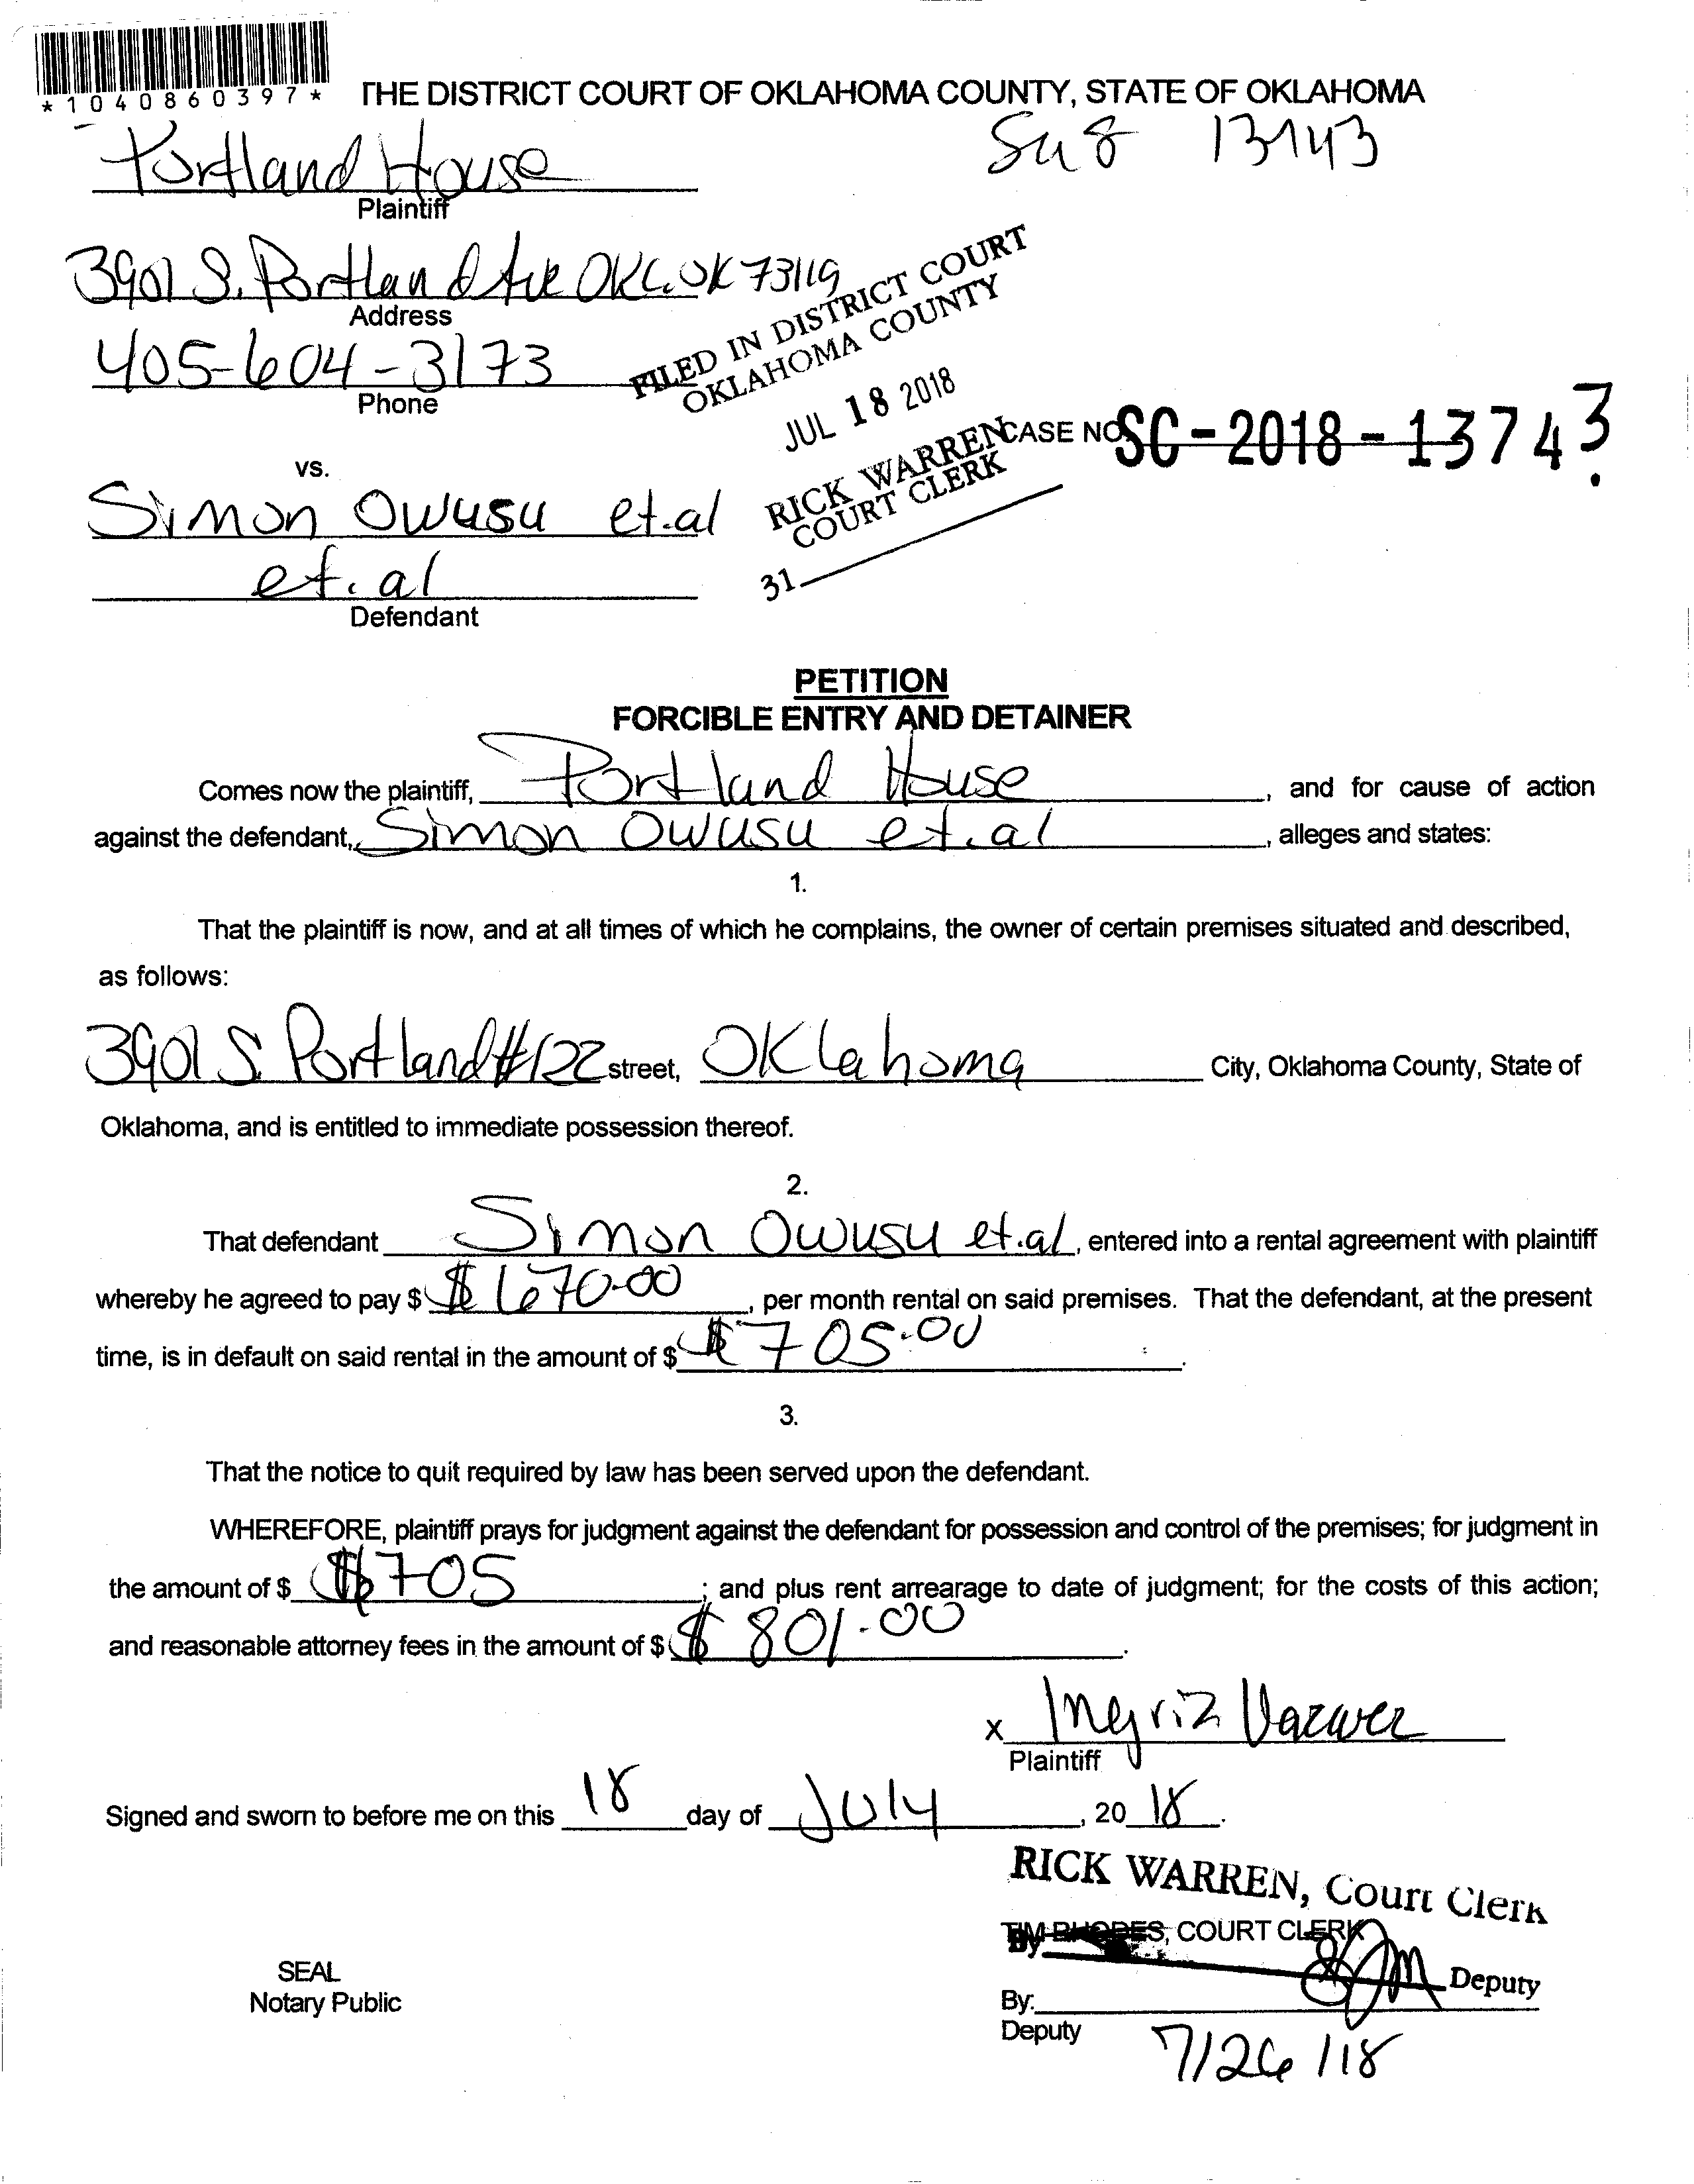 *1040860397*
THE DISTRICT COURT OF OKLAHOMA COUNTY, STATE OF OKLAHOMA
Portland House
Plaintiff
3901 S. Portland Ave OKC. OK 73119
Address
405-604-3173
Phone
FILED IN DISTRICT COURT
OKLAHOMA COUNTY
JUL 18 2018
RICK WARREN
COURT CLERK
31
CASE NO. SC-2018-13743
vs.
Simon Owusu et.al
et.al
Defendant
PETITION
FORCIBLE ENTRY AND DETAINER
Comes now the plaintiff, Portland House, and for cause of action
against the defendant, Simon Owusu et.al, alleges and states:
1.
That the plaintiff is now, and at all times of which he complains, the owner of certain premises situated and described,
as follows:
3901 S. Portland #122 street, Oklahoma City, Oklahoma County, State of
Oklahoma, and is entitled to immediate possession thereof.
2.
That defendant Simon Owusu et.al, entered into a rental agreement with plaintiff
whereby he agreed to pay $ $670.00, per month rental on said premises. That the defendant, at the present
time, is in default on said rental in the amount of $ $705.00.
3.
That the notice to quit required by law has been served upon the defendant.
WHEREFORE, plaintiff prays for judgment against the defendant for possession and control of the premises; for judgment in
the amount of $ $705; and plus rent arrearage to date of judgment; for the costs of this action;
and reasonable attorney fees in the amount of $ $801.00.
x
Plaintiff
Signed and sworn to before me on this 18 day of July, 2018.
RICK WARREN, Court Clerk
TIM RHODES, COURT CLERK
By Deputy
SEAL
Notary Public
By:
Deputy
7/26/18